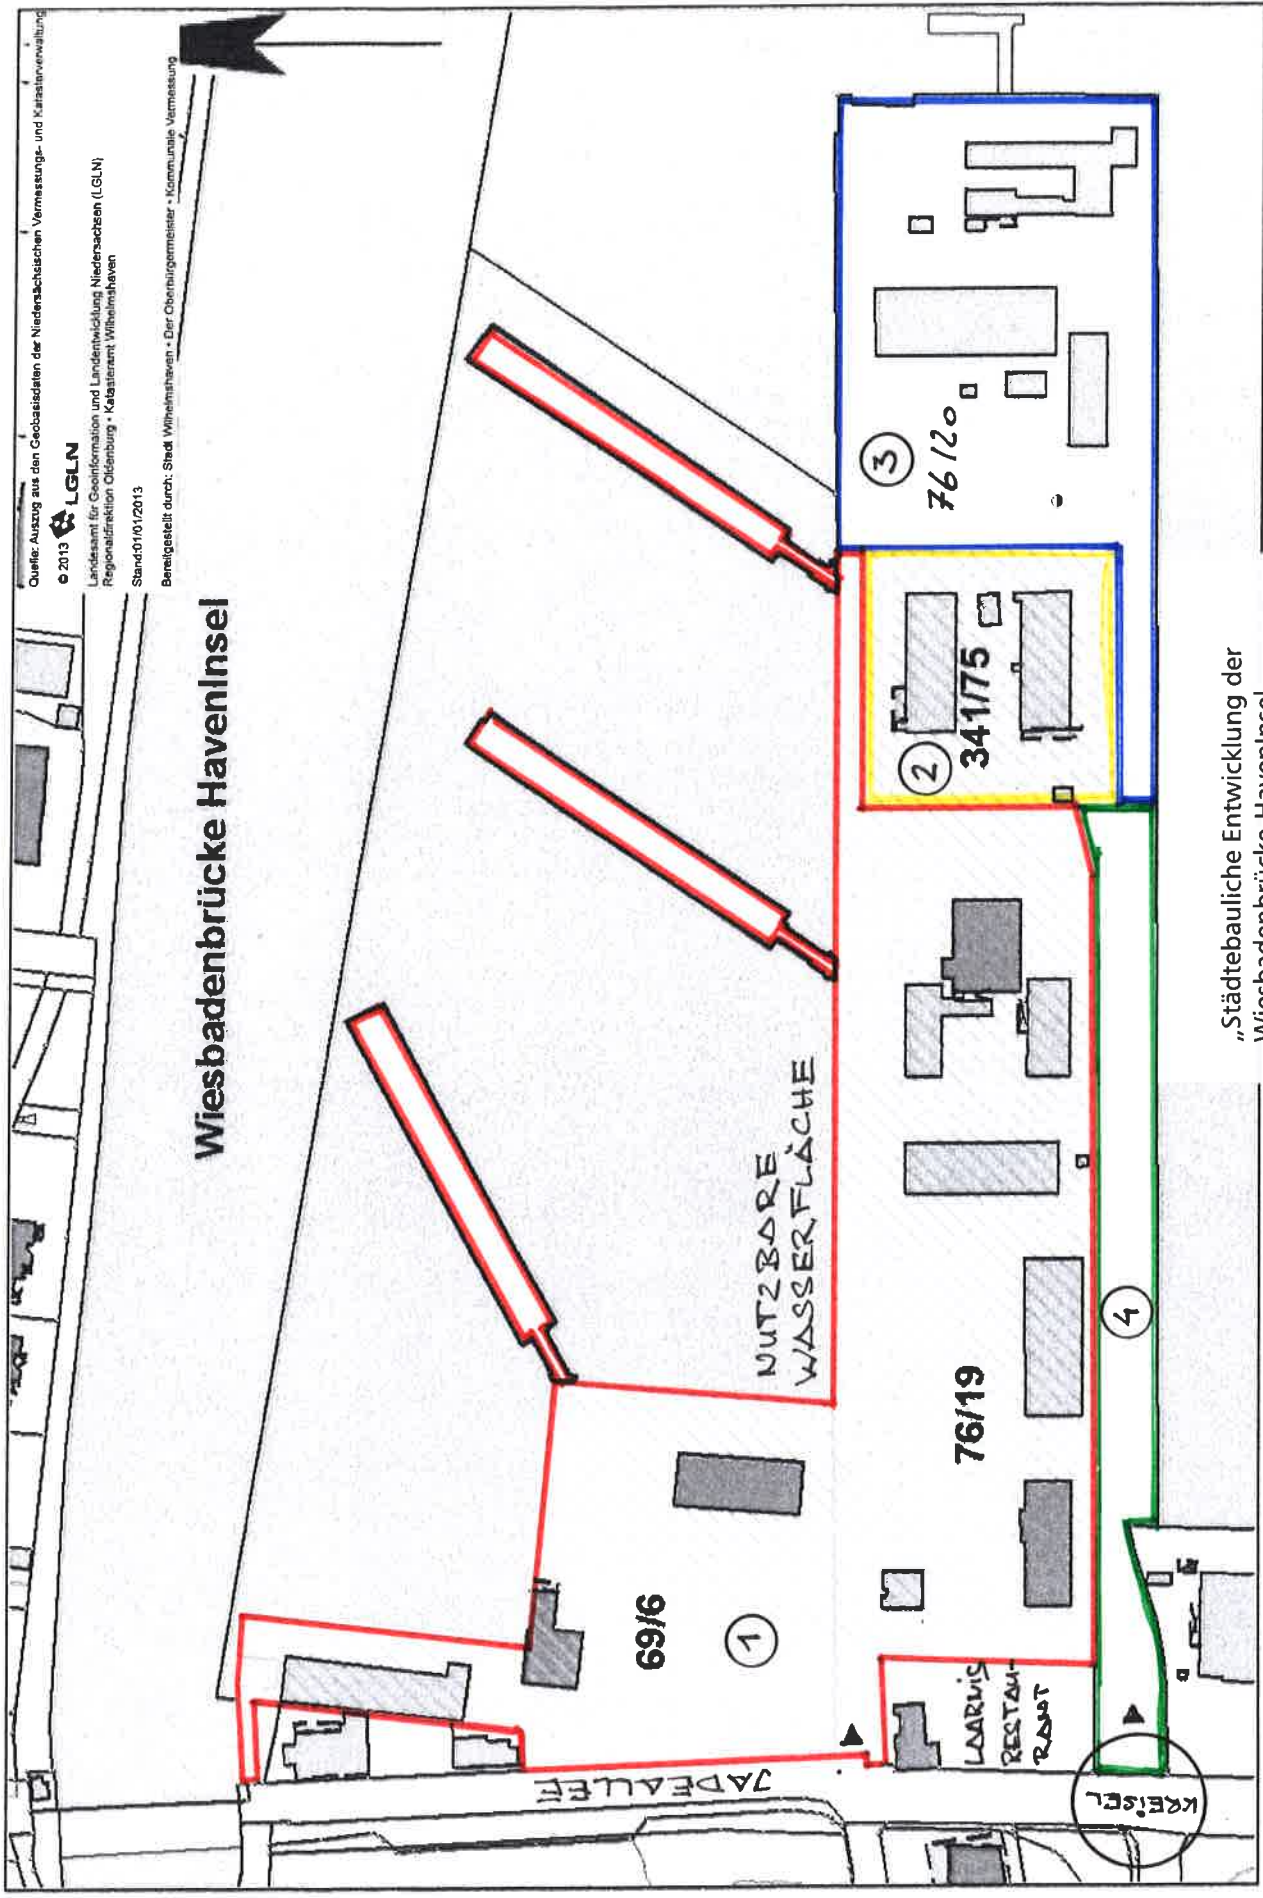 Quelle: Auszug aus den Geobasisdaten der Niedersächsischen Vermessungs- und Katasterverwaltung
© 2013 LGLN
Landesamt für Geoinformation und Landentwicklung Niedersachsen (LGLN)
Regionaldirektion Oldenburg • Katasteramt Wilhelmshaven
Stand:01/01/2013
Bereitgestellt durch: Stadt Wilhelmshaven • Der Oberbürgermeister • Kommunale Vermessung
Wiesbadenbrücke HavenInsel
NUTZBARE
WASSERFLÄCHE
69/6
1
JADEALLEE
76/19
LAARNIS
RESTAU-
RANT
KREISEL
4
2
341/75
3
76/20
„Städtebauliche Entwicklung der
Wiesbadenbrücke HavenInsel